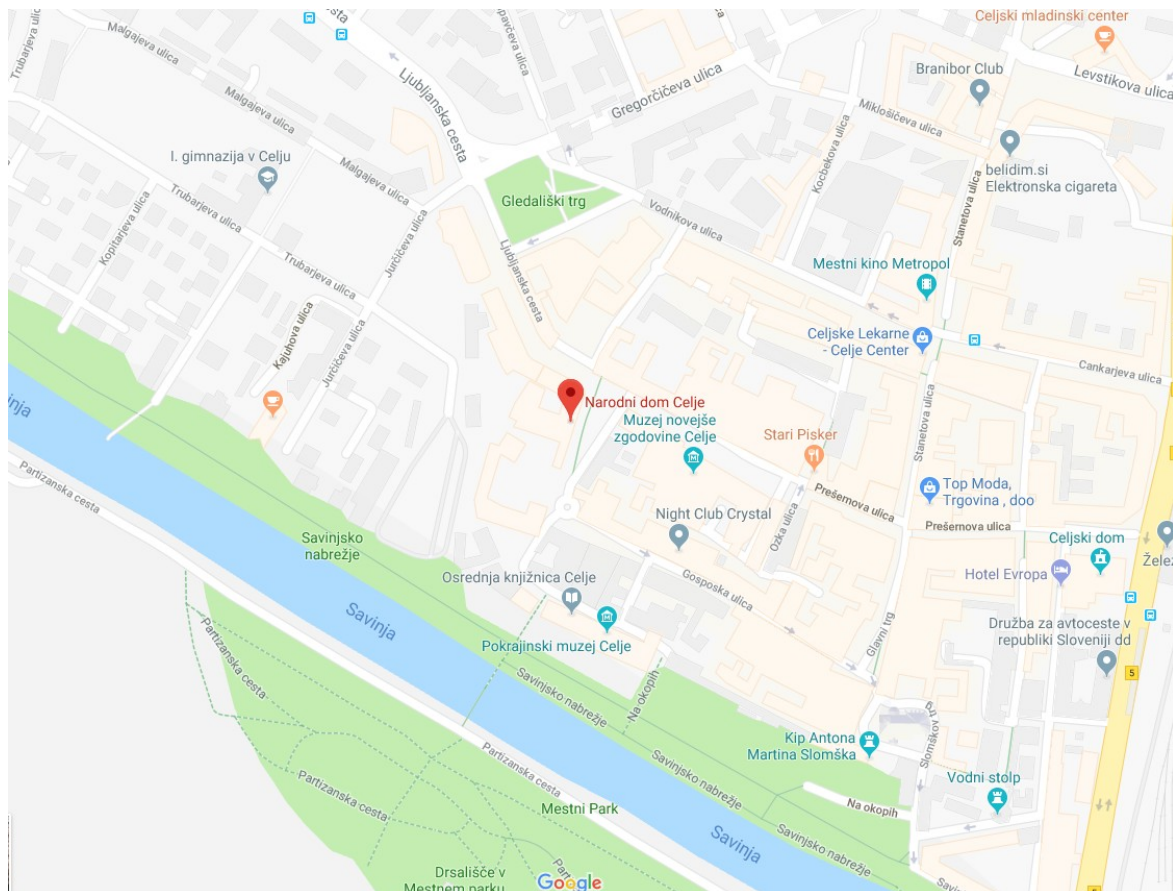 cesta
Celjski mladinski center
Trubarjeva ulica
Malgajeva ulica
Ljubljanska cesta
Gregorčičeva ulica
Branibor Club
Levstikova ulica
Malgajeva ulica
Miklošičeva ulica
I. gimnazija v Celju
Malgajeva ulica
Kocbekova ulica
belidim.si
Elektronska cigareta
Trubarjeva ulica
Gledališki trg
Stanetova ulica
Kopitarjeva ulica
Jurčičeva ulica
Vodnikova ulica
Trubarjeva ulica
Ljubljanska cesta
Mestni kino Metropol
Kajuhova ulica
Jurčičeva ulica
Celjske Lekarne
- Celje Center
Cankarjeva ulica
Savinja
Narodni dom Celje
Muzej novejše
zgodovine Celje
Stari Pisker
Stanetova ulica
Partizanska cesta
Top Moda,
Trgovina , doo
Prešernova ulica
Prešernova ulica
Night Club Crystal
Ozka ulica
Celjski dom
Savinjsko
nabrežje
Želez
Hotel Evropa
Osrednja knjižnica Celje
Gosposka ulica
Savinja
Glavni trg
Družba za avtoceste v
republiki Sloveniji dd
Pokrajinski muzej Celje
Partizanska cesta
5
Savinjsko nabrežje
Na okopih
Slomškov trg
Kip Antona
Martina Slomška
Partizanska cesta
Savinjsko nabrežje
Vodni stolp
Partizanska cesta
Na okopih
Mestni Park
Savinja
Savinjsko nabrežje
Drsališče v
Mestnem parku
Google